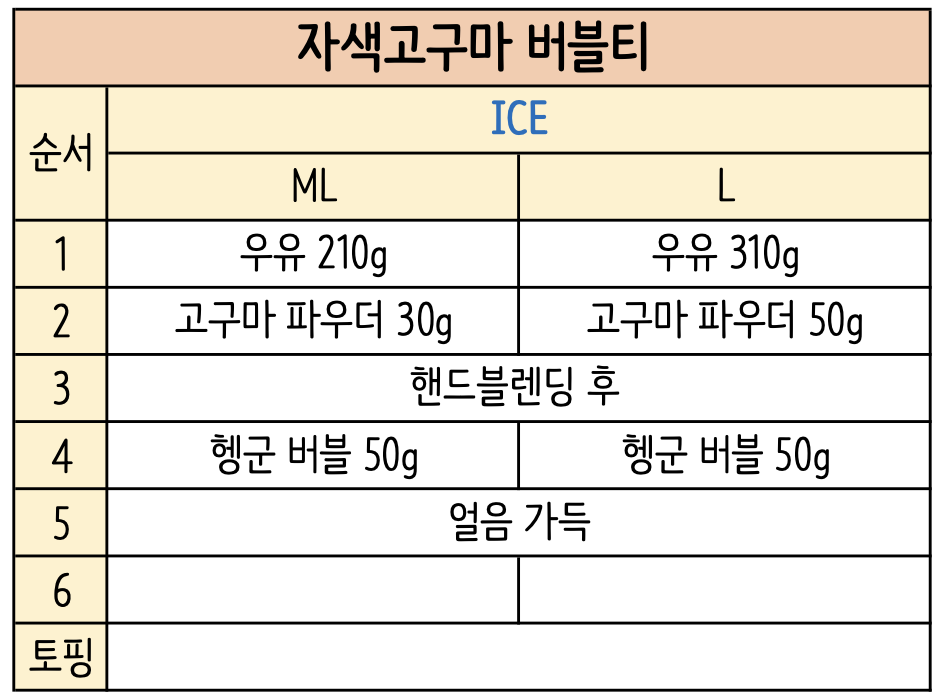 자색고구마 버블티
순서
ICE
ML L
1 우유 210g 우유 310g
2 고구마 파우더 30g 고구마 파우더 50g
3 핸드블렌딩 후
4 헹군 버블 50g 헹군 버블 50g
5 얼음 가득
6
토핑